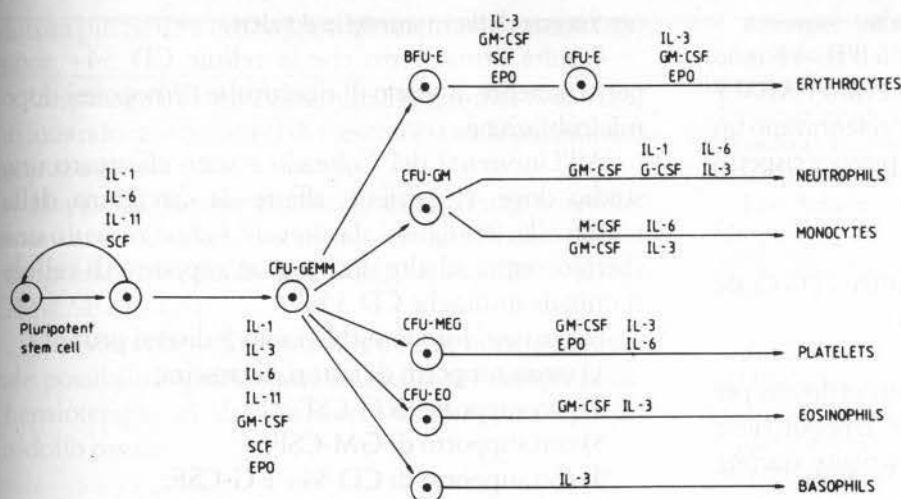 IL-3
GM-CSF
SCF
EPO
BFU-E
CFU-E
IL-3
GM-CSF
EPO
ERYTHROCYTES
CFU-GM
IL-1 IL-6
GM-CSF G-CSF IL-3
NEUTROPHILS
M-CSF IL-6
GM-CSF IL-3
MONOCYTES
IL-1
IL-6
IL-11
SCF
CFU-GEMM
Pluripotent
stem cell
IL-1
IL-3
IL-6
IL-11
GM-CSF
SCF
EPO
CFU-MEG
GM-CSF IL-3
EPO IL-6
PLATELETS
CFU-EO
GM-CSF IL-3
EOSINOPHILS
IL-3
BASOPHILS